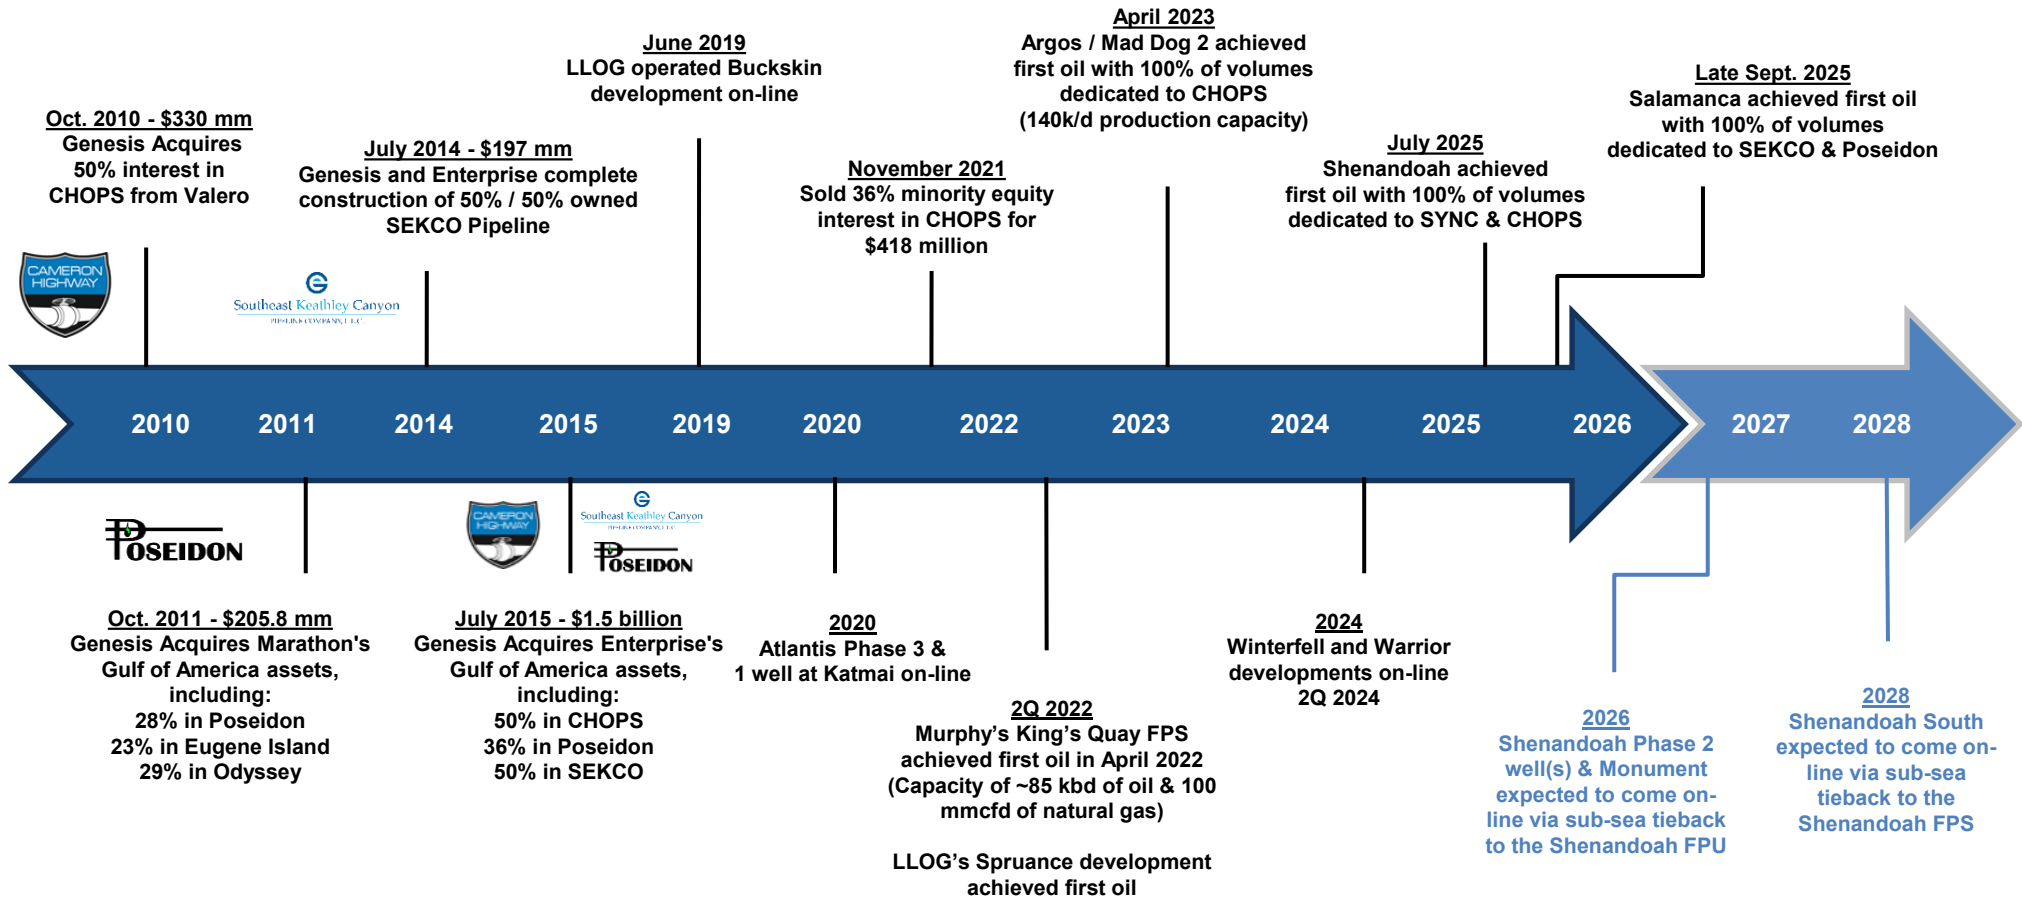 Oct. 2010 - $330 mm
Genesis Acquires
50% interest in
CHOPS from Valero
July 2014 - $197 mm
Genesis and Enterprise complete
construction of 50% / 50% owned
SEKCO Pipeline
June 2019
LLOG operated Buckskin
development on-line
November 2021
Sold 36% minority equity
interest in CHOPS for
$418 million
April 2023
Argos / Mad Dog 2 achieved
first oil with 100% of volumes
dedicated to CHOPS
(140k/d production capacity)
July 2025
Shenandoah achieved
first oil with 100% of volumes
dedicated to SYNC & CHOPS
Late Sept. 2025
Salamanca achieved first oil
with 100% of volumes
dedicated to SEKCO & Poseidon
CAMERON
HIGHWAY
Southeast Keathley Canyon
PIPELINE COMPANY, L.L.C.
2010 2011 2014 2015 2019 2020 2022 2023 2024 2025 2026 2027 2028
POSEIDON
CAMERON
HIGHWAY
Southeast Keathley Canyon
PIPELINE COMPANY, L.L.C.
POSEIDON
Oct. 2011 - $205.8 mm
Genesis Acquires Marathon's
Gulf of America assets,
including:
28% in Poseidon
23% in Eugene Island
29% in Odyssey
July 2015 - $1.5 billion
Genesis Acquires Enterprise's
Gulf of America assets,
including:
50% in CHOPS
36% in Poseidon
50% in SEKCO
2020
Atlantis Phase 3 &
1 well at Katmai on-line
2Q 2022
Murphy’s King’s Quay FPS
achieved first oil in April 2022
(Capacity of ~85 kbd of oil & 100
mmcfd of natural gas)
LLOG’s Spruance development
achieved first oil
2024
Winterfell and Warrior
developments on-line
2Q 2024
2026
Shenandoah Phase 2
well(s) & Monument
expected to come on-
line via sub-sea tieback
to the Shenandoah FPU
2028
Shenandoah South
expected to come on-
line via sub-sea
tieback to the
Shenandoah FPS